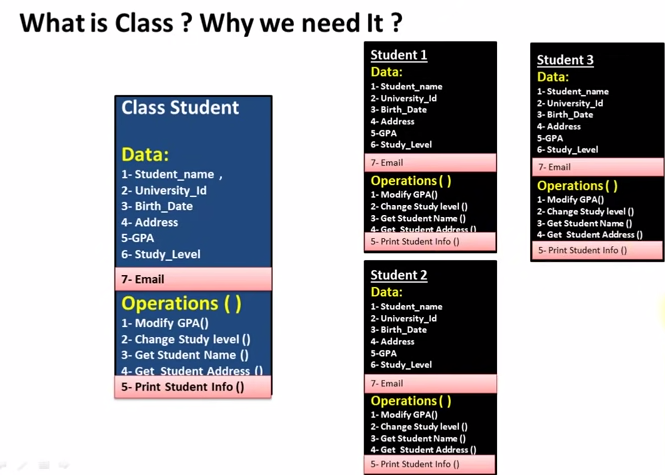 What is Class ? Why we need It ?
Class Student
Data:
1- Student_name ,
2- University_Id
3- Birth_Date
4- Address
5-GPA
6- Study_Level
7- Email
Operations ( )
1- Modify GPA()
2- Change Study level ()
3- Get Student Name ()
4- Get Student Address ()
5- Print Student Info ()
Student 1
Data:
1- Student_name
2- University_Id
3- Birth_Date
4- Address
5-GPA
6- Study_Level
7- Email
Operations ( )
1- Modify GPA()
2- Change Study level ()
3- Get Student Name ()
4- Get Student Address ()
5- Print Student Info ()
Student 2
Data:
1- Student_name
2- University_Id
3- Birth_Date
4- Address
5-GPA
6- Study_Level
7- Email
Operations ( )
1- Modify GPA()
2- Change Study level ()
3- Get Student Name ()
4- Get Student Address ()
5- Print Student Info ()
Student 3
Data:
1- Student_name
2- University_Id
3- Birth_Date
4- Address
5-GPA
6- Study_Level
7- Email
Operations ( )
1- Modify GPA()
2- Change Study level ()
3- Get Student Name ()
4- Get Student Address ()
5- Print Student Info ()